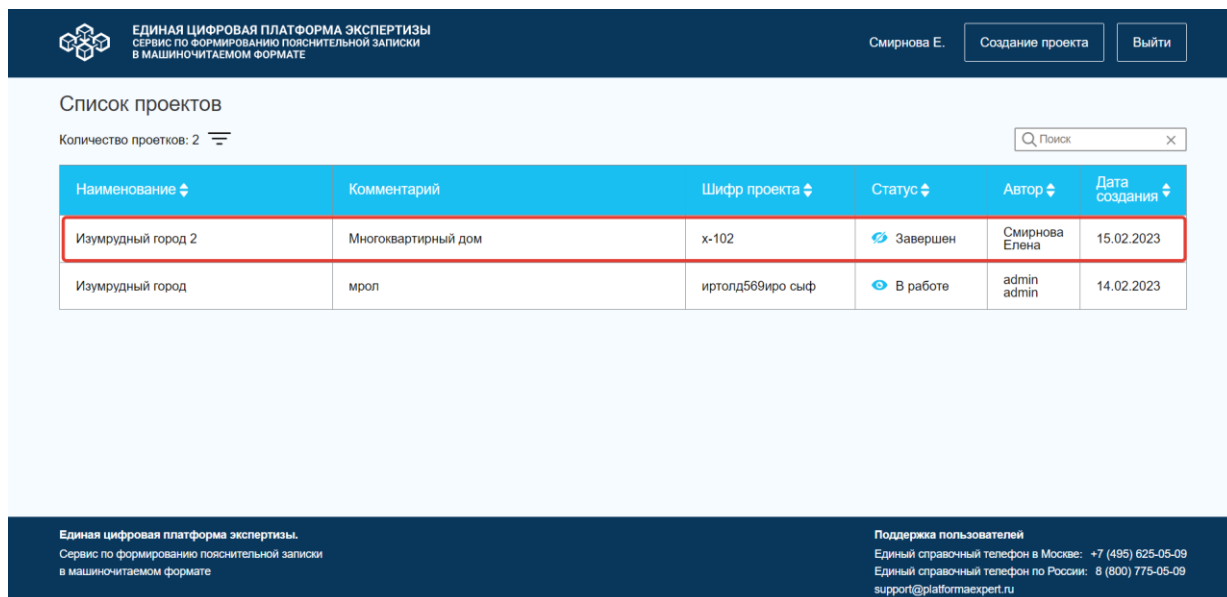 ЕДИНАЯ ЦИФРОВАЯ ПЛАТФОРМА ЭКСПЕРТИЗЫ
СЕРВИС ПО ФОРМИРОВАНИЮ ПОЯСНИТЕЛЬНОЙ ЗАПИСКИ
В МАШИНОЧИТАЕМОМ ФОРМАТЕ
Смирнова Е.
Создание проекта
Выйти
Список проектов
Количество проетков: 2
Поиск
Наименование
Комментарий
Шифр проекта
Статус
Автор
Дата
создания
Изумрудный город 2
Многоквартирный дом
х-102
Завершен
Смирнова
Елена
15.02.2023
Изумрудный город
мрол
иртолд569иро сыф
В работе
admin
admin
14.02.2023
Единая цифровая платформа экспертизы.
Сервис по формированию пояснительной записки
в машиночитаемом формате
Поддержка пользователей
Единый справочный телефон в Москве: +7 (495) 625-05-09
Единый справочный телефон по России: 8 (800) 775-05-09
support@platformaexpert.ru